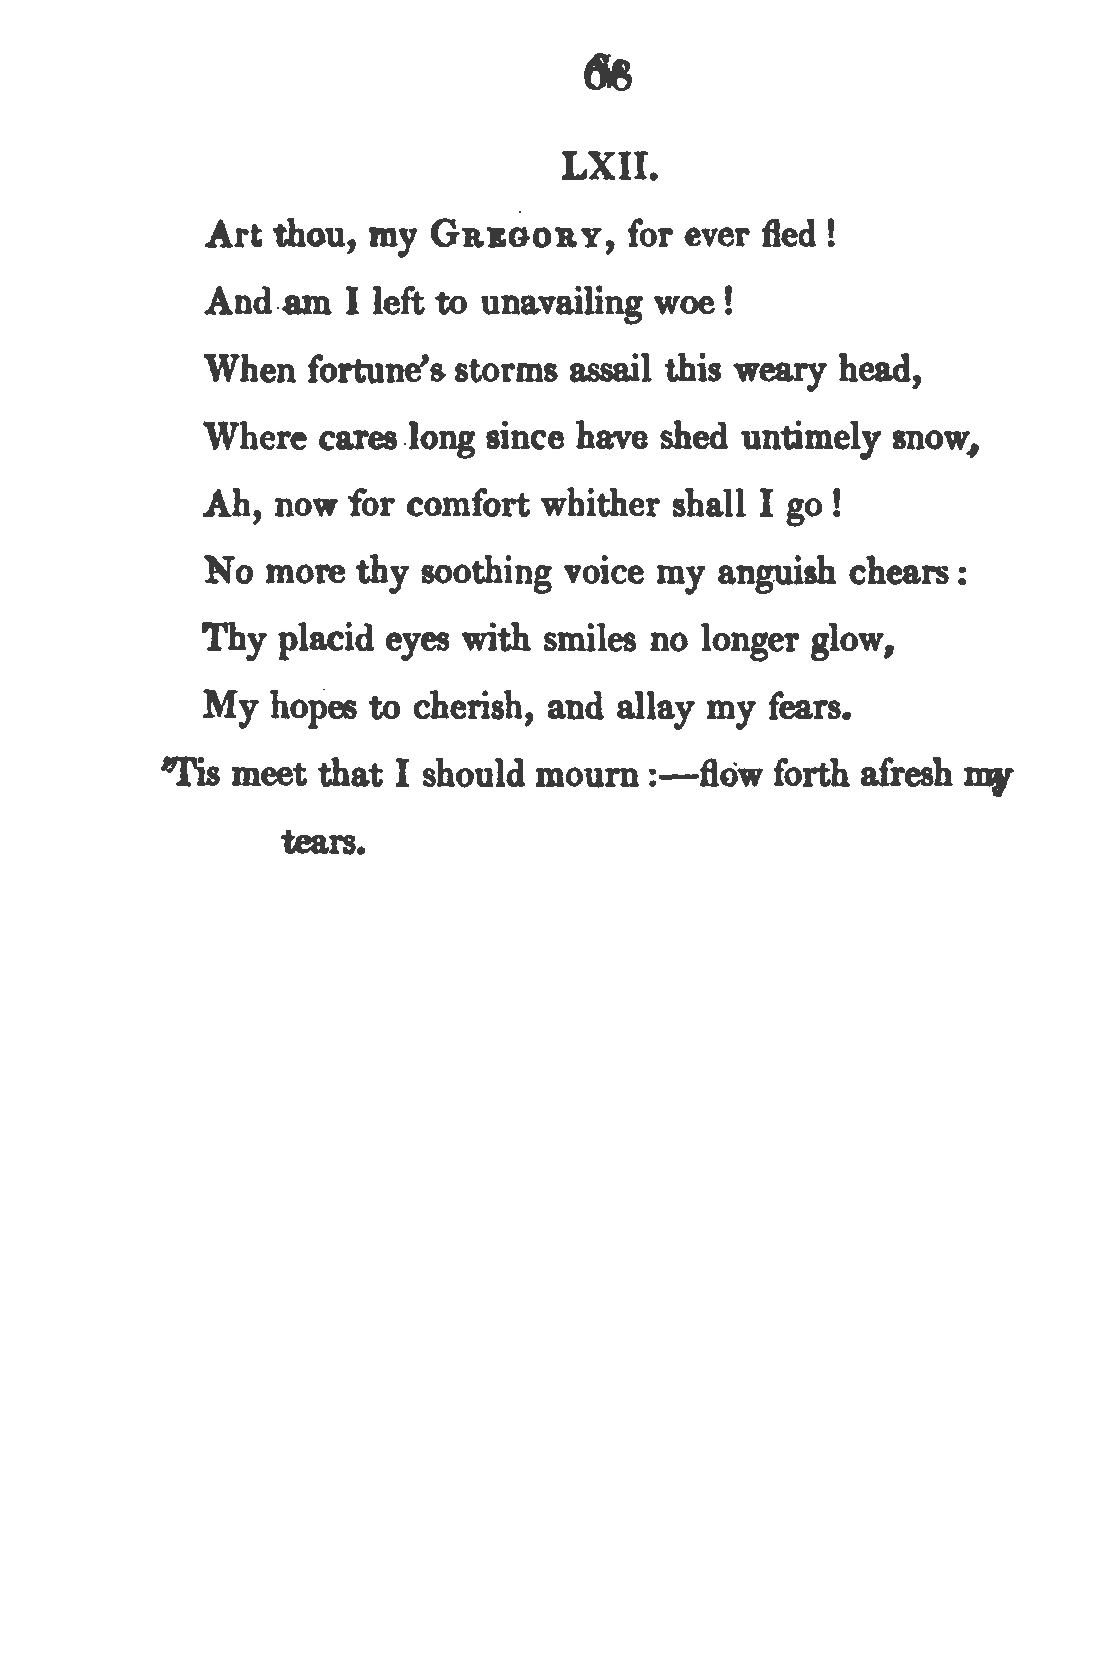 68
LXII.
Art thou, my GREGORY, for ever fled !
And am I left to unavailing woe !
When fortune's storms assail this weary head,
Where cares long since have shed untimely snow,
Ah, now for comfort whither shall I go !
No more thy soothing voice my anguish chears :
Thy placid eyes with smiles no longer glow,
My hopes to cherish, and allay my fears.
'Tis meet that I should mourn :—flow forth afresh my
tears.